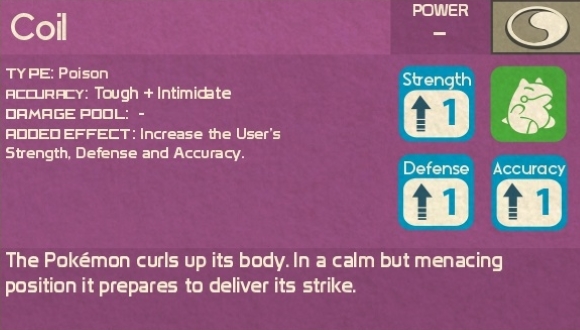 Coil
POWER
–
TYPE: Poison
ACCURACY: Tough + Intimidate
DAMAGE POOL: -
ADDED EFFECT: Increase the User's
Strength, Defense and Accuracy.
Strength
1
Defense
1
Accuracy
1
The Pokémon curls up its body. In a calm but menacing
position it prepares to deliver its strike.